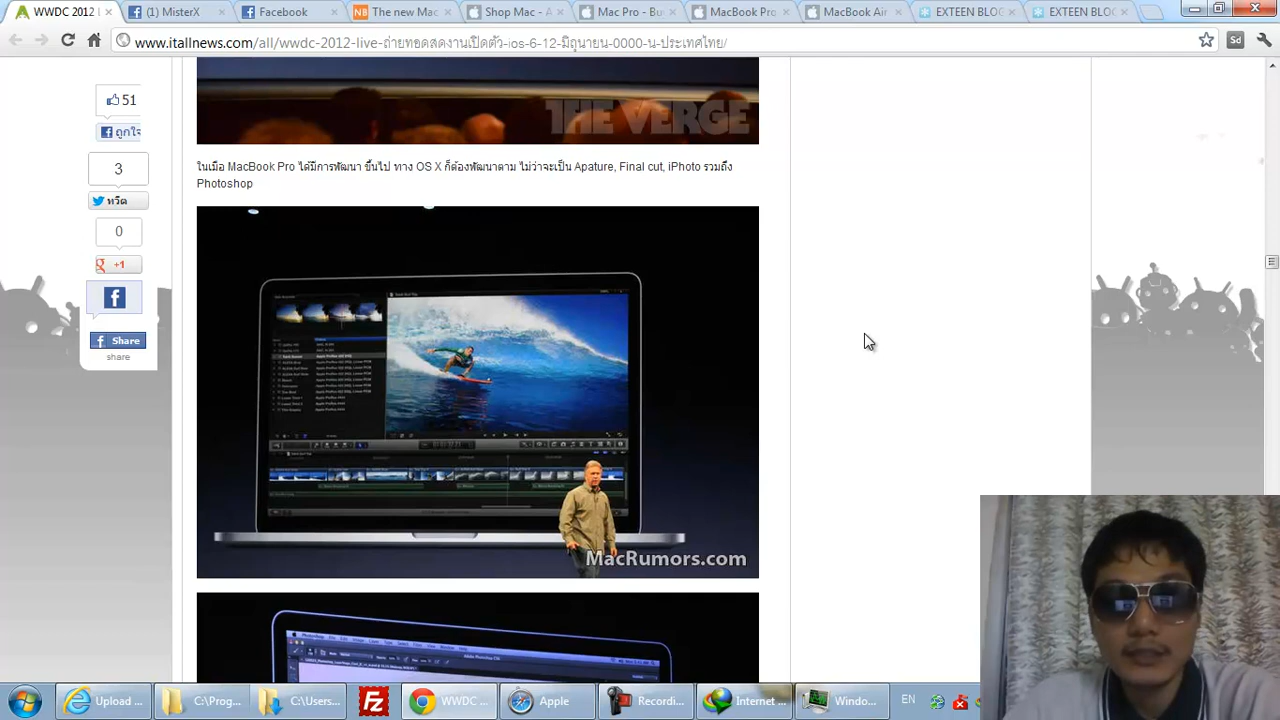 WWDC 2012 l
(1) MisterX
Facebook
The new Mac
Shop Mac - A
Mac Pro - Bu
MacBook Pro
MacBook Air
EXTEEN BLOG
EXTEEN BLOG
www.itallnews.com/all/wwdc-2012-live-ถ่ายทอดสดงานเปิดตัว-ios-6-12-มิถุนายน-0000-น-ประเทศไทย/
Sd
THE VERGE
51
ถูกใจ
3
ทวีต
0
+1
Share
share
ในเมือ MacBook Pro ได้มีการพัฒนา ขึ้นไป ทาง OS X ก็ต้องพัฒนาตาม ไม่ว่าจะเป็น Apature, Final cut, iPhoto รวมถึง
Photoshop
MacRumors.com
Upload ...
C:\Prog...
C:\Users...
WWDC ...
Apple
Recordi...
Internet ...
Windo...
EN